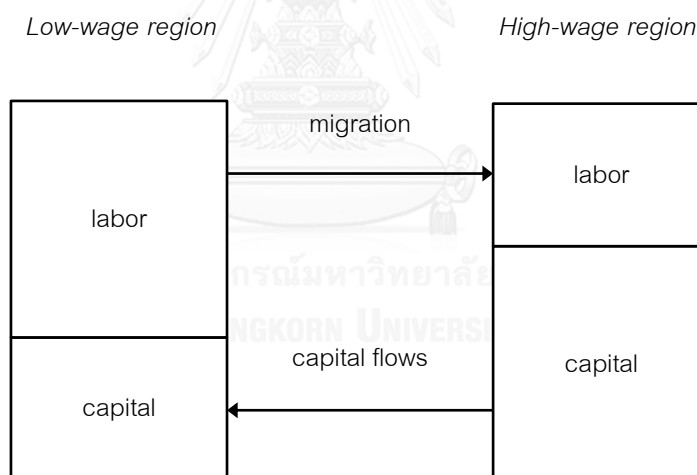 Low-wage region
High-wage region
migration
labor
labor
capital flows
capital
capital